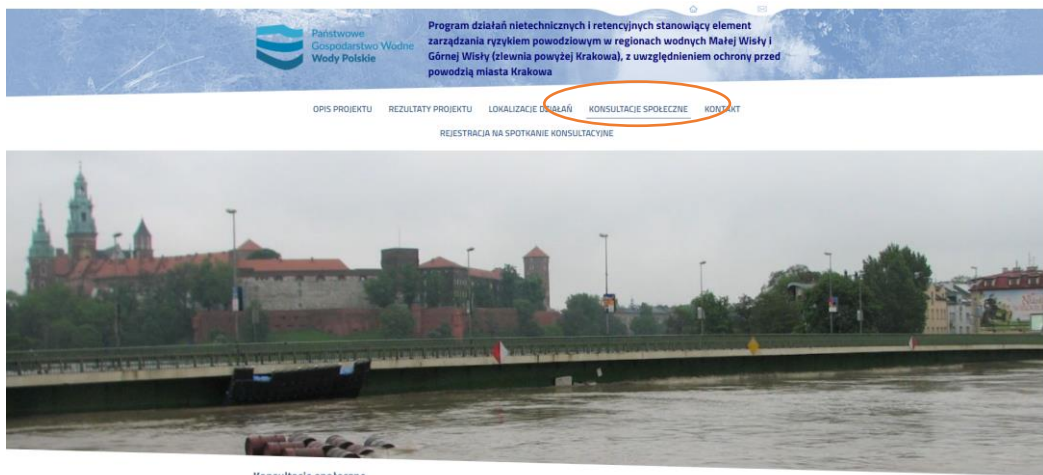 Państwowe
Gospodarstwo Wodne
Wody Polskie
Program działań nietechnicznych i retencyjnych stanowiący element
zarządzania ryzykiem powodziowym w regionach wodnych Małej Wisły i
Górnej Wisły (zlewnia powyżej Krakowa), z uwzględnieniem ochrony przed
powodzią miasta Krakowa
OPIS PROJEKTU REZULTATY PROJEKTU LOKALIZACJE DZIAŁAŃ KONSULTACJE SPOŁECZNE KONTAKT
REJESTRACJA NA SPOTKANIE KONSULTACYJNE
Konsultacje społeczne